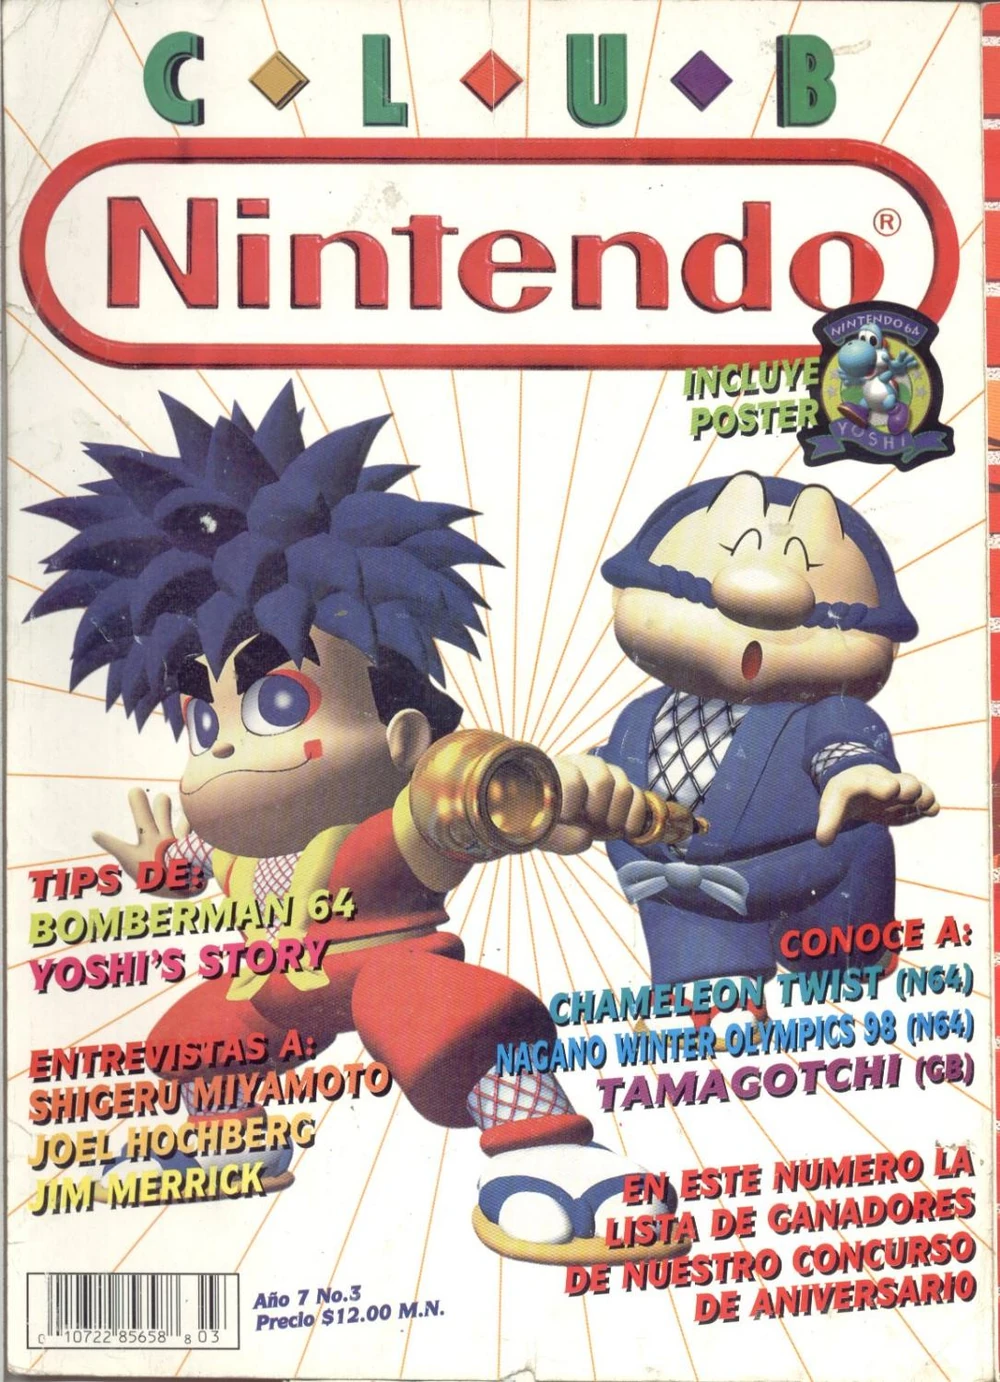 CLUB
Nintendo®
NINTENDO 64
YOSHI
INCLUYE
POSTER
TIPS DE:
BOMBERMAN 64
YOSHI'S STORY
ENTREVISTAS A:
SHIGERU MIYAMOTO
JOEL HOCHBERG
JIM MERRICK
CONOCE A:
CHAMELEON TWIST (N64)
NAGANO WINTER OLYMPICS 98 (N64)
TAMAGOTCHI (GB)
EN ESTE NUMERO LA
LISTA DE GANADORES
DE NUESTRO CONCURSO
DE ANIVERSARIO
Año 7 No.3
Precio $12.00 M.N.
0 10722 85658 8 03